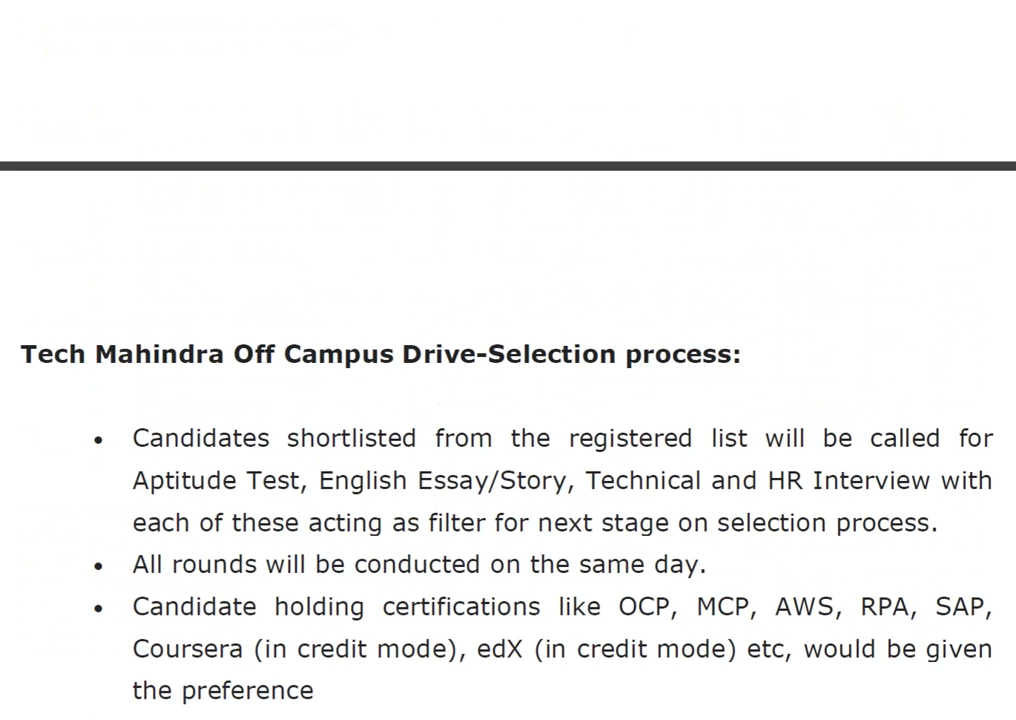 Tech Mahindra Off Campus Drive-Selection process:
• Candidates shortlisted from the registered list will be called for
Aptitude Test, English Essay/Story, Technical and HR Interview with
each of these acting as filter for next stage on selection process.
• All rounds will be conducted on the same day.
• Candidate holding certifications like OCP, MCP, AWS, RPA, SAP,
Coursera (in credit mode), edX (in credit mode) etc, would be given
the preference